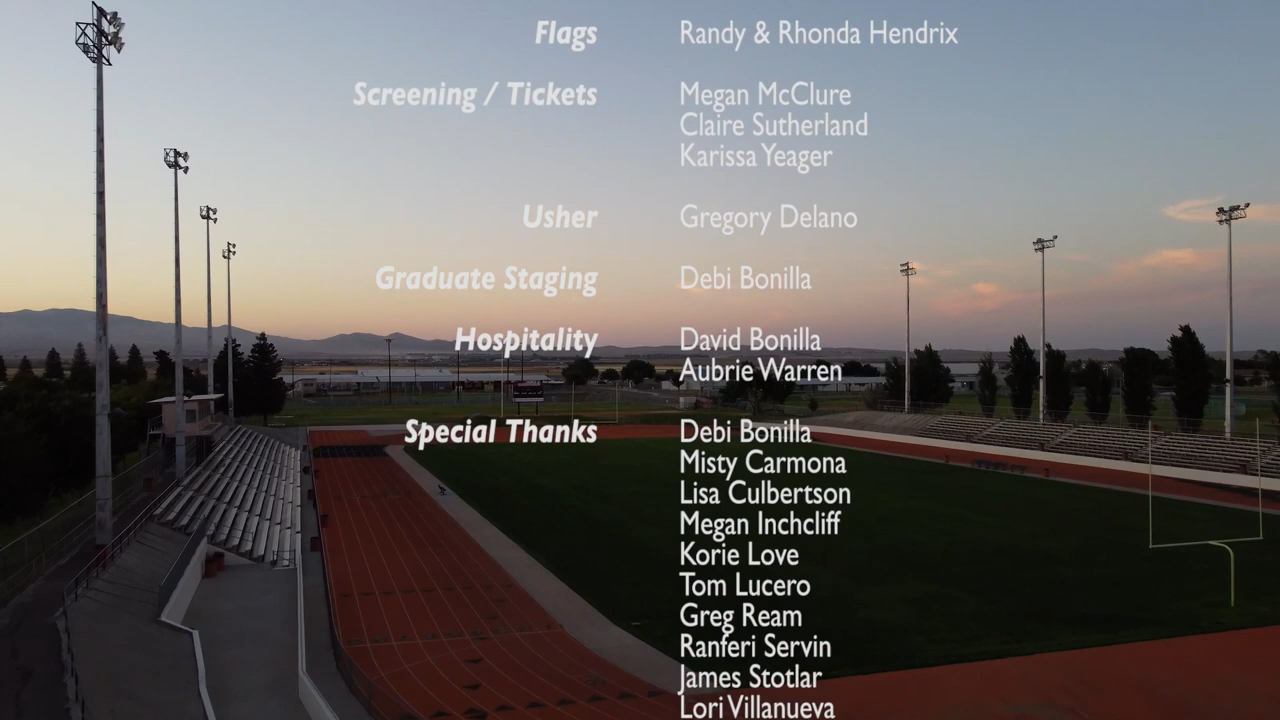 Flags Randy & Rhonda Hendrix
Screening / Tickets Megan McClure
Claire Sutherland
Karissa Yeager
Usher Gregory Delano
Graduate Staging Debi Bonilla
Hospitality David Bonilla
Aubrie Warren
Special Thanks Debi Bonilla
Misty Carmona
Lisa Culbertson
Megan Inchcliff
Korie Love
Tom Lucero
Greg Ream
Ranferi Servin
James Stotlar
Lori Villanueva